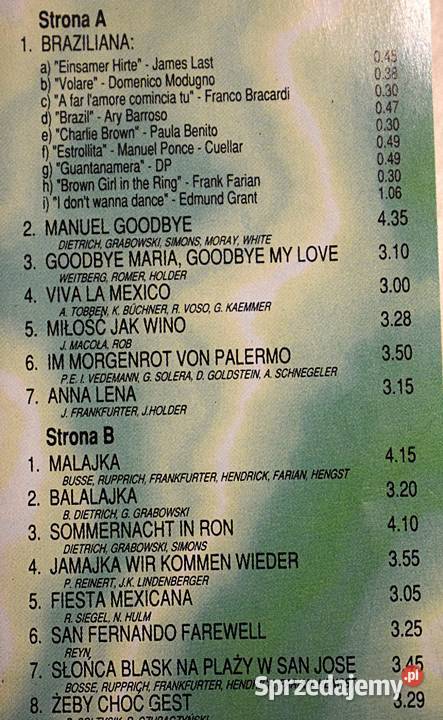 Strona A
1. BRAZILIANA:
a) "Einsamer Hirte" - James Last 0.45
b) "Volare" - Domenico Modugno 0.38
c) "A far l'amore comincia tu" - Franco Bracardi 0.30
d) "Brazil" - Ary Barroso 0.47
e) "Charlie Brown" - Paula Benito 0.30
f) "Estrollita" - Manuel Ponce - Cuellar 0.49
g) "Guantanamera" - DP 0.49
h) "Brown Girl in the Ring" - Frank Farian 0.30
i) "I don't wanna dance" - Edmund Grant 1.06
2. MANUEL GOODBYE 4.35
DIETRICH, GRABOWSKI, SIMONS, MORAY, WHITE
3. GOODBYE MARIA, GOODBYE MY LOVE 3.10
WEITBERG, ROMER, HOLDER
4. VIVA LA MEXICO 3.00
A. TOBBEN, K. BÜCHNER, R. VOSO, G. KAEMMER
5. MIŁOŚĆ JAK WINO 3.28
J. MACOŁA, ROB
6. IM MORGENROT VON PALERMO 3.50
P.E. I. VEDEMANN, G. SOLERA, D. GOLDSTEIN, A. SCHNEGELER
7. ANNA LENA 3.15
J. FRANKFURTER, J.HOLDER
Strona B
1. MALAJKA 4.15
BUSSE, RUPPRICH, FRANKFURTER, HENDRICK, FARIAN, HENGST
2. BALALAJKA 3.20
B. DIETRICH, G. GRABOWSKI
3. SOMMERNACHT IN RON 4.10
DIETRICH, GRABOWSKI, SIMONS
4. JAMAJKA WIR KOMMEN WIEDER 3.55
P. REINERT, J.K. LINDENBERGER
5. FIESTA MEXICANA 3.05
R. SIEGEL, N. HULM
6. SAN FERNANDO FAREWELL 3.25
REYN,
7. SŁOŃCA BLASK NA PLAŻY W SAN JOSE 3.45
BOSSE, RUPPRICH, FRANKFURTER,
8. ŻEBY CHOC GEST 3.29
Sprzedajemy.pl